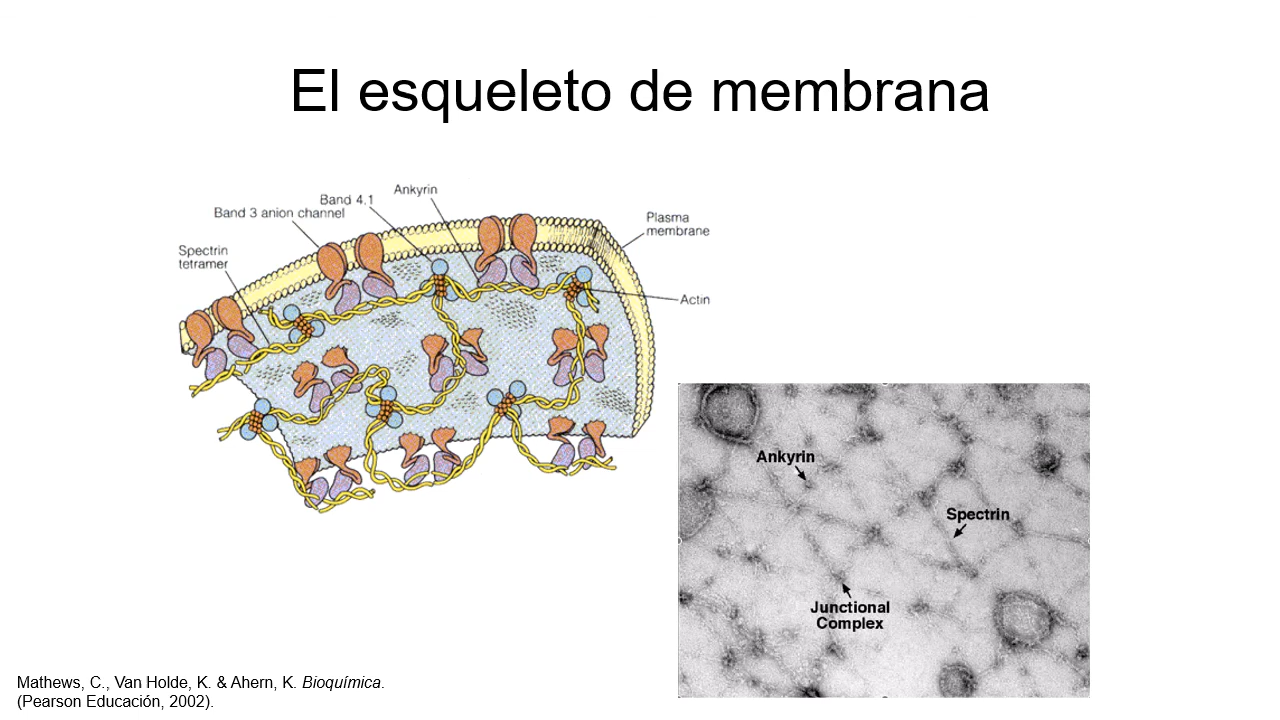 El esqueleto de membrana
Ankyrin
Band 4.1
Band 3 anion channel
Plasma
membrane
Spectrin
tetramer
Actin
Ankyrin
Spectrin
Junctional
Complex
Mathews, C., Van Holde, K. & Ahern, K. Bioquímica.
(Pearson Educación, 2002).